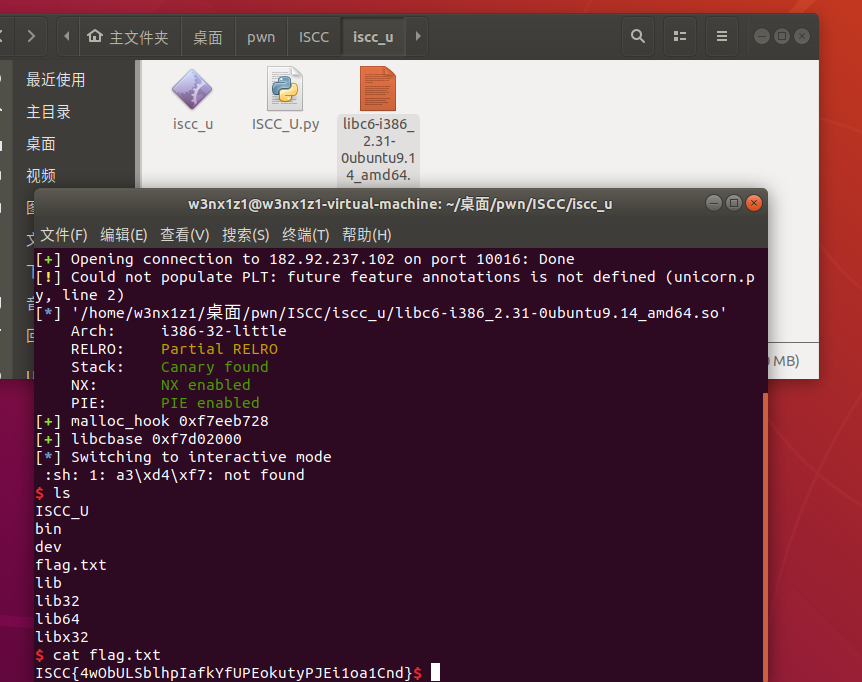 主文件夹 桌面 pwn ISCC iscc_u
最近使用
主目录
桌面
视频
iscc_u
ISCC_U.py
libc6-i386_
2.31-
0ubuntu9.1
4_amd64.
MB)
w3nx1z1@w3nx1z1-virtual-machine: ~/桌面/pwn/ISCC/iscc_u
文件(F) 编辑(E) 查看(V) 搜索(S) 终端(T) 帮助(H)
[+] Opening connection to 182.92.237.102 on port 10016: Done
[!] Could not populate PLT: future feature annotations is not defined (unicorn.p
y, line 2)
[*] '/home/w3nx1z1/桌面/pwn/ISCC/iscc_u/libc6-i386_2.31-0ubuntu9.14_amd64.so'
Arch: i386-32-little
RELRO: Partial RELRO
Stack: Canary found
NX: NX enabled
PIE: PIE enabled
[+] malloc_hook 0xf7eeb728
[+] libcbase 0xf7d02000
[*] Switching to interactive mode
:sh: 1: a3\xd4\xf7: not found
$ ls
ISCC_U
bin
dev
flag.txt
lib
lib32
lib64
libx32
$ cat flag.txt
ISCC{4wObULSblhpIafkYfUPEokutyPJEi1oa1Cnd}$